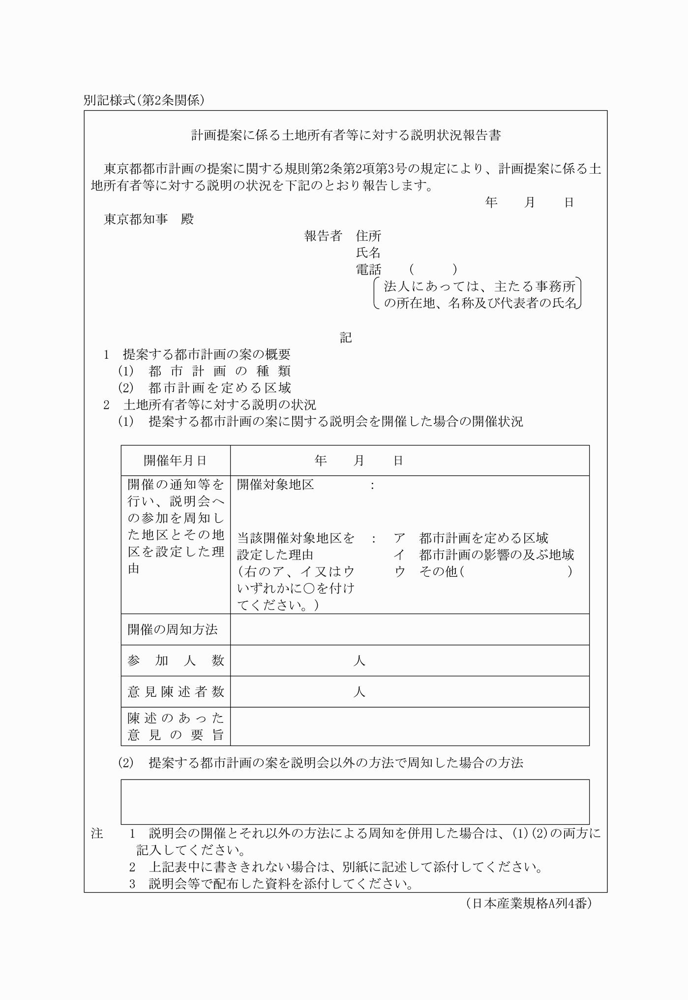 別記様式(第2条関係)
計画提案に係る土地所有者等に対する説明状況報告書
東京都都市計画の提案に関する規則第2条第2項第3号の規定により、計画提案に係る土
地所有者等に対する説明の状況を下記のとおり報告します。
年　　月　　日
東京都知事　殿
報告者　住所
氏名
電話　　(　　　)
法人にあっては、主たる事務所
の所在地、名称及び代表者の氏名
記
1　提案する都市計画の案の概要
(1)　都市計画の種類
(2)　都市計画を定める区域
2　土地所有者等に対する説明の状況
(1)　提案する都市計画の案に関する説明会を開催した場合の開催状況
開催年月日　　年　　月　　日
開催の通知等を
行い、説明会へ
の参加を周知し
た地区とその地
区を設定した理
由
開催対象地区　　：
当該開催対象地区を　：　ア　都市計画を定める区域
設定した理由　　イ　都市計画の影響の及ぶ地域
(右のア、イ又はウ　　ウ　その他(　　　　　　　　)
いずれかに○を付け
てください。)
開催の周知方法
参加人数　　人
意見陳述者数　　人
陳述のあった
意見の要旨
(2)　提案する都市計画の案を説明会以外の方法で周知した場合の方法
注　　1　説明会の開催とそれ以外の方法による周知を併用した場合は、(1)(2)の両方に
記入してください。
2　上記表中に書ききれない場合は、別紙に記述して添付してください。
3　説明会等で配布した資料を添付してください。
(日本産業規格A列4番)